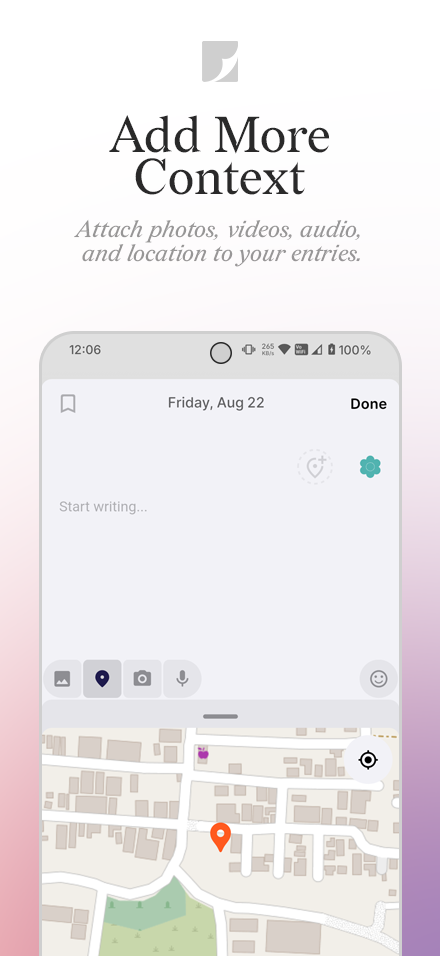 Add More
Context
Attach photos, videos, audio,
and location to your entries.
12:06
265
KB/s
Vo
WiFi
100%
Friday, Aug 22
Done
Start writing...